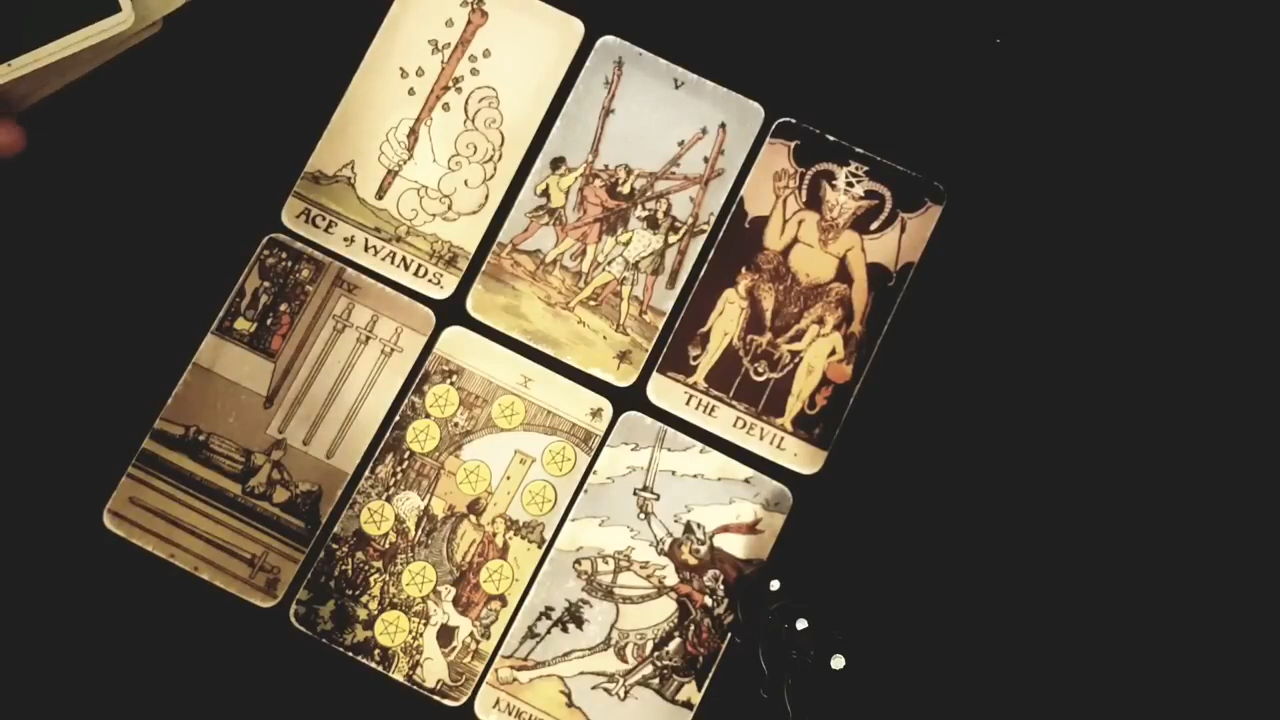 ACE of WANDS.
V
THE DEVIL.
IV
X